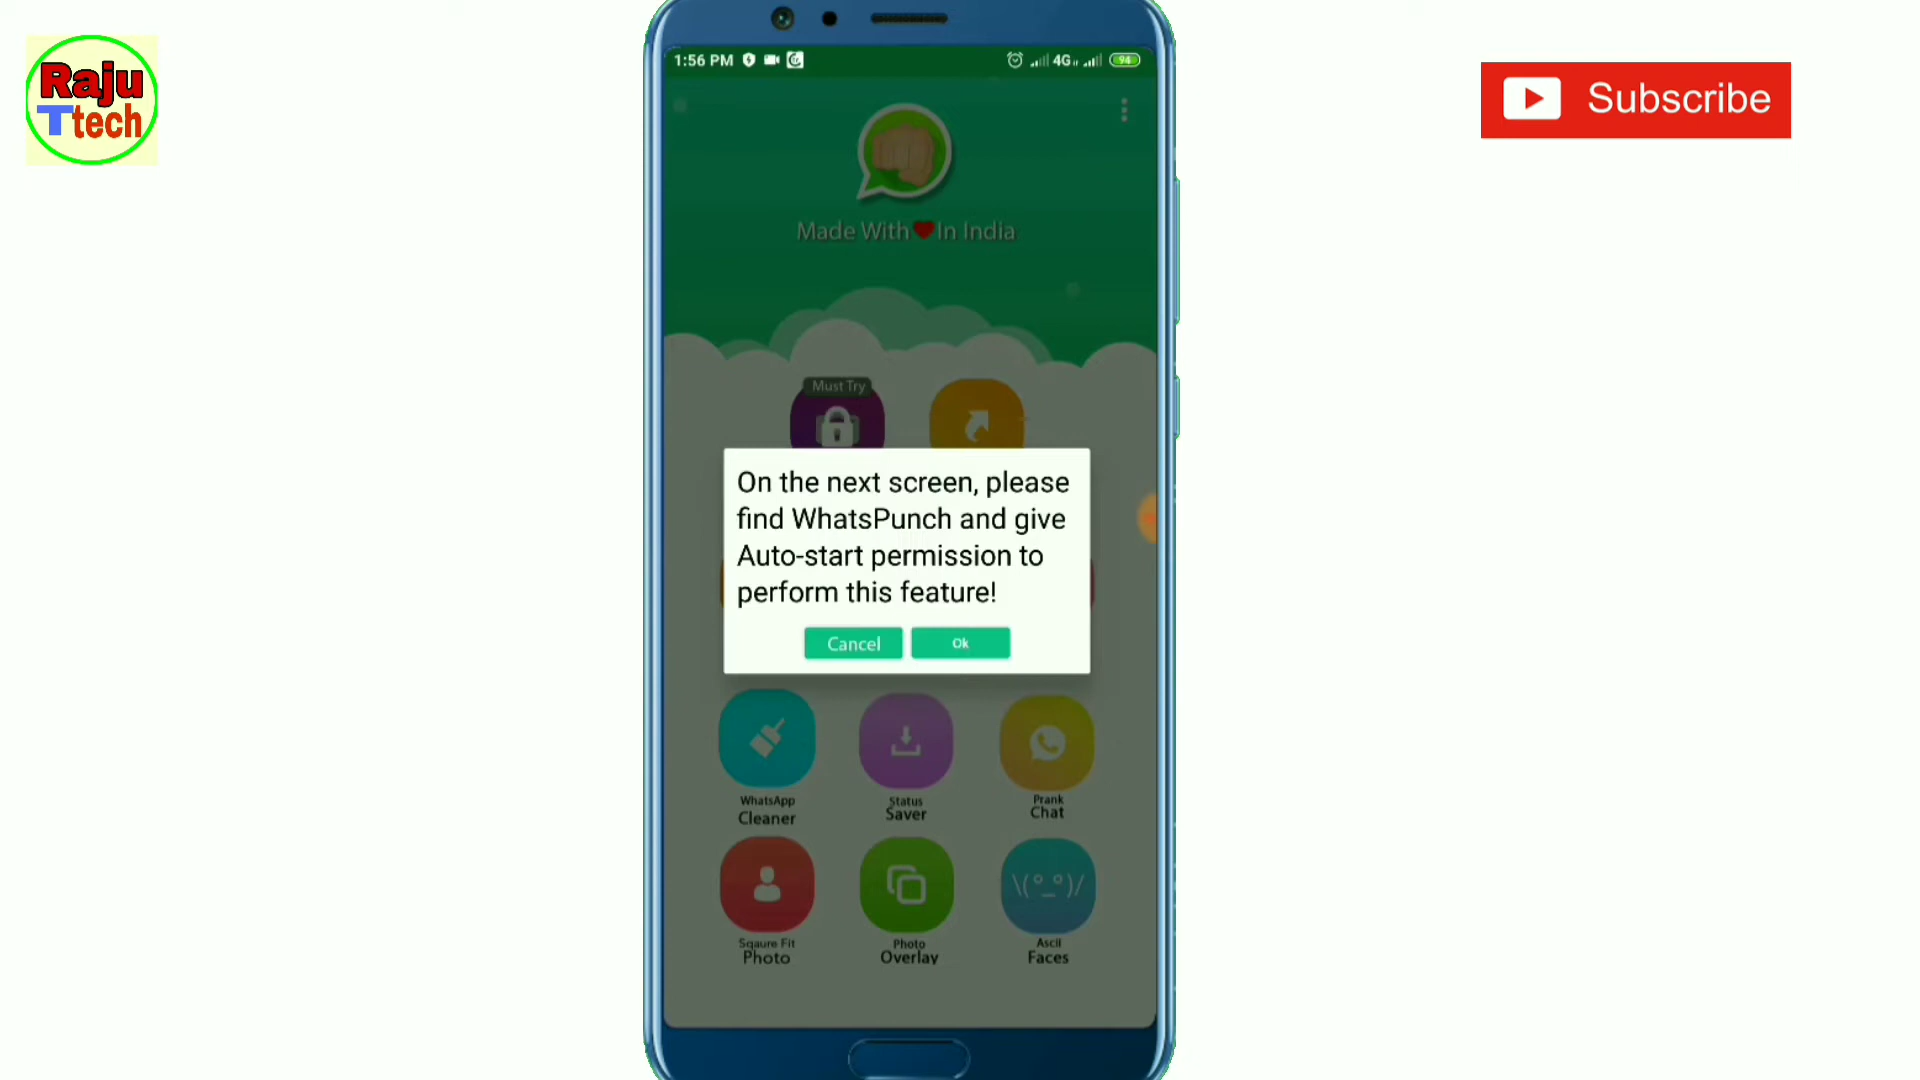 Raju
Ttech
Subscribe
1:56 PM
4G
94
Made With In India
Must Try
On the next screen, please
find WhatsPunch and give
Auto-start permission to
perform this feature!
Cancel
Ok
WhatsApp
Cleaner
Status
Saver
Prank
Chat
\(°_°)/
Sqaure Fit
Photo
Photo
Overlay
Ascii
Faces